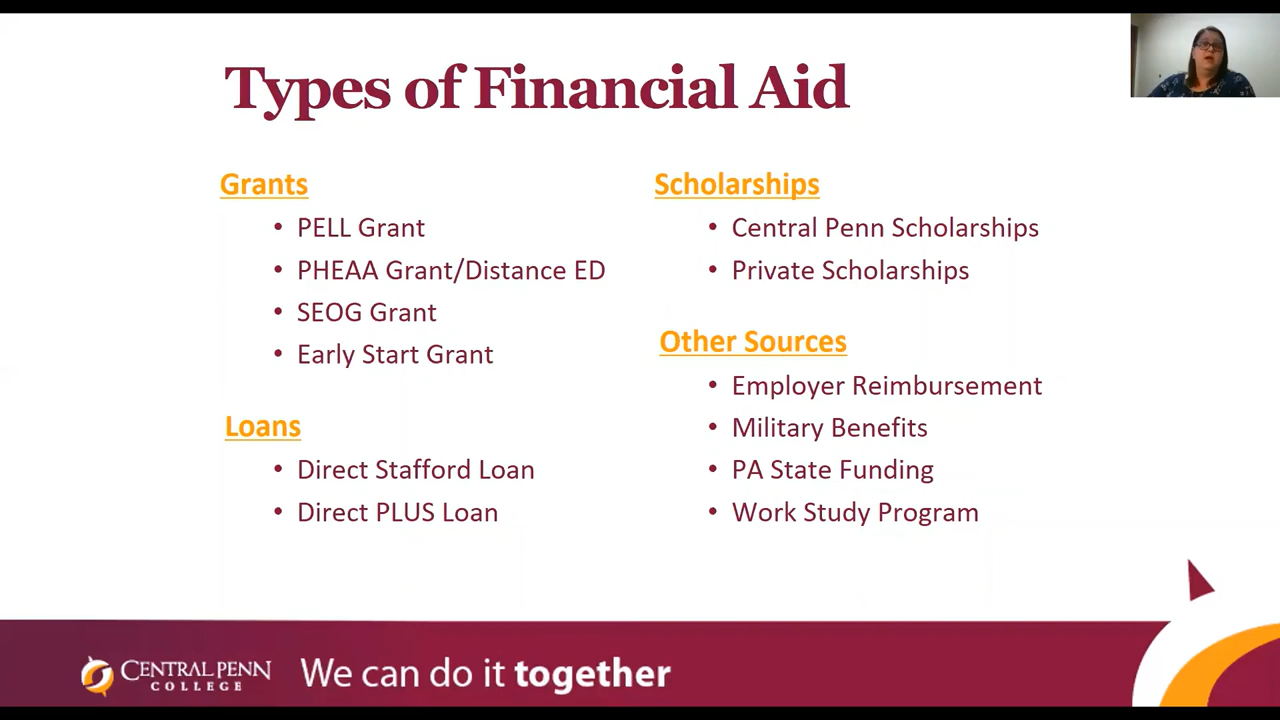 Types of Financial Aid
Grants
• PELL Grant
• PHEAA Grant/Distance ED
• SEOG Grant
• Early Start Grant
Loans
• Direct Stafford Loan
• Direct PLUS Loan
Scholarships
• Central Penn Scholarships
• Private Scholarships
Other Sources
• Employer Reimbursement
• Military Benefits
• PA State Funding
• Work Study Program
CENTRAL PENN
COLLEGE
We can do it together